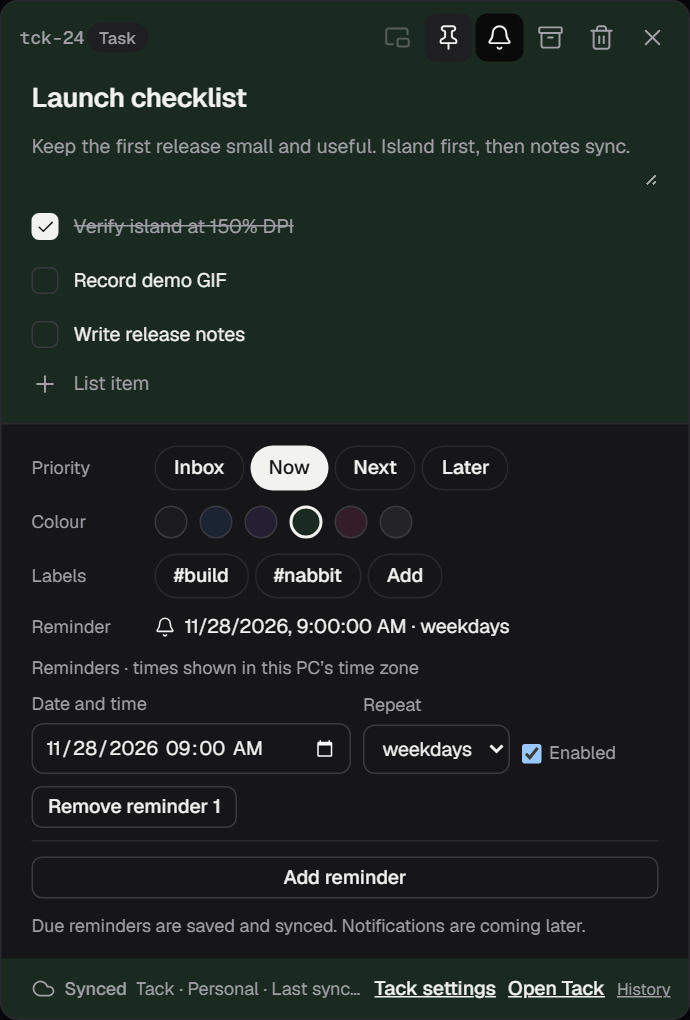 tck-24 Task
Launch checklist
Keep the first release small and useful. Island first, then notes sync.
Verify island at 150% DPI
Record demo GIF
Write release notes
List item
Priority Inbox Now Next Later
Colour
Labels #build #nabbit Add
Reminder 11/28/2026, 9:00:00 AM · weekdays
Reminders · times shown in this PC's time zone
Date and time Repeat
11/28/2026 09:00 AM weekdays Enabled
Remove reminder 1
Add reminder
Due reminders are saved and synced. Notifications are coming later.
Synced Tack · Personal · Last sync... Tack settings Open Tack History